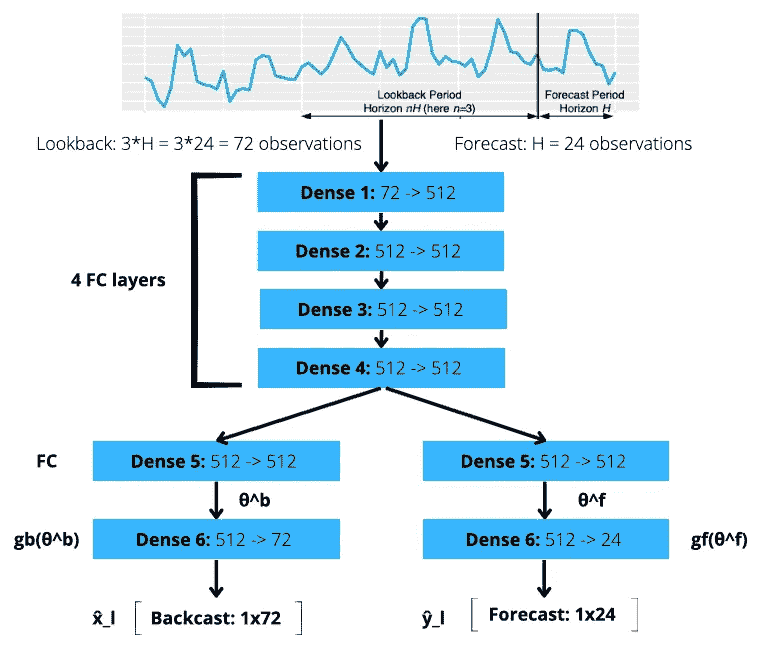 Lookback Period
Horizon nH (here n=3)
Forecast Period
Horizon H
Lookback: 3*H = 3*24 = 72 observations
Forecast: H = 24 observations
Dense 1: 72 -> 512
Dense 2: 512 -> 512
4 FC layers
Dense 3: 512 -> 512
Dense 4: 512 -> 512
FC
Dense 5: 512 -> 512
Dense 5: 512 -> 512
θ^b
θ^f
gb(θ^b)
Dense 6: 512 -> 72
Dense 6: 512 -> 24
gf(θ^f)
x̂_l [ Backcast: 1x72 ]
ŷ_l [ Forecast: 1x24 ]